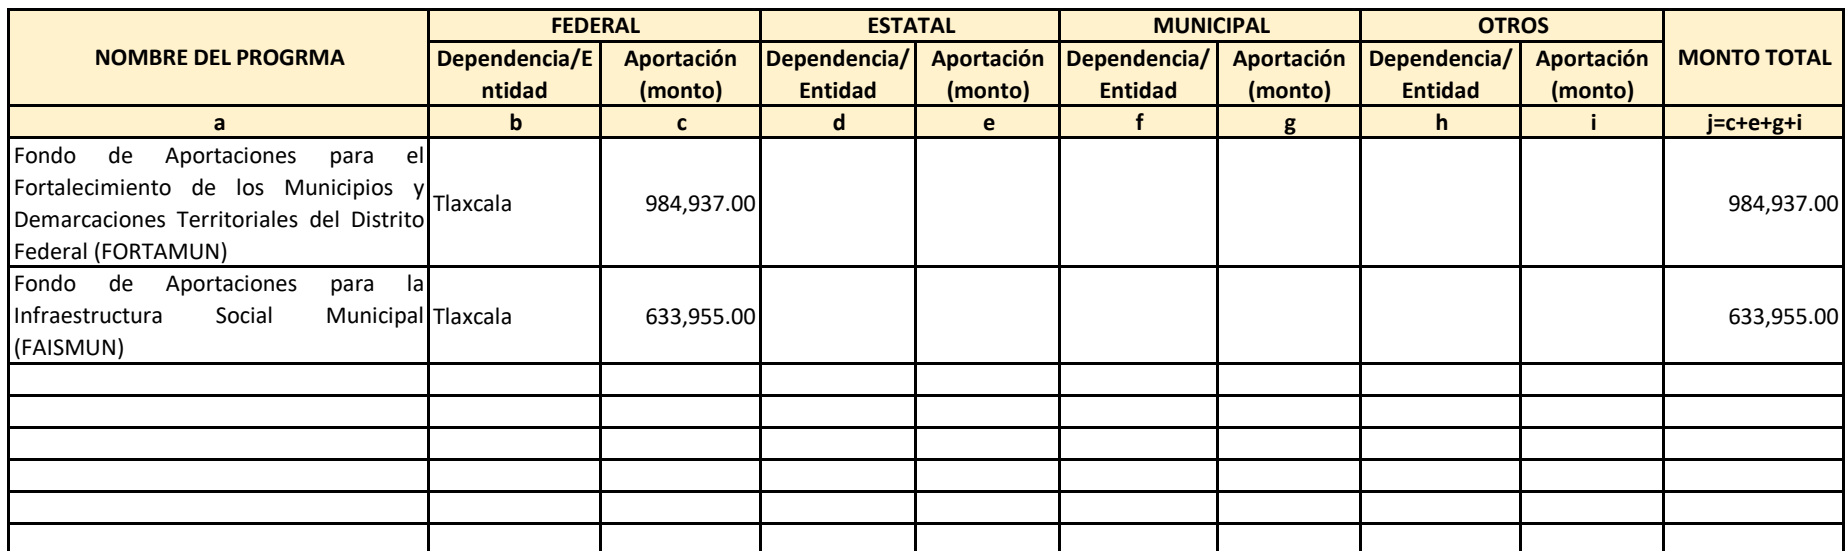 NOMBRE DEL PROGRMA
FEDERAL
ESTATAL
MUNICIPAL
OTROS
MONTO TOTAL
Dependencia/E
ntidad
Aportación
(monto)
Dependencia/
Entidad
Aportación
(monto)
Dependencia/
Entidad
Aportación
(monto)
Dependencia/
Entidad
Aportación
(monto)
a
b
c
d
e
f
g
h
i
j=c+e+g+i
Fondo de Aportaciones para el
Fortalecimiento de los Municipios y
Demarcaciones Territoriales del Distrito
Federal (FORTAMUN)
Tlaxcala
984,937.00
984,937.00
Fondo de Aportaciones para la
Infraestructura Social Municipal
(FAISMUN)
Tlaxcala
633,955.00
633,955.00